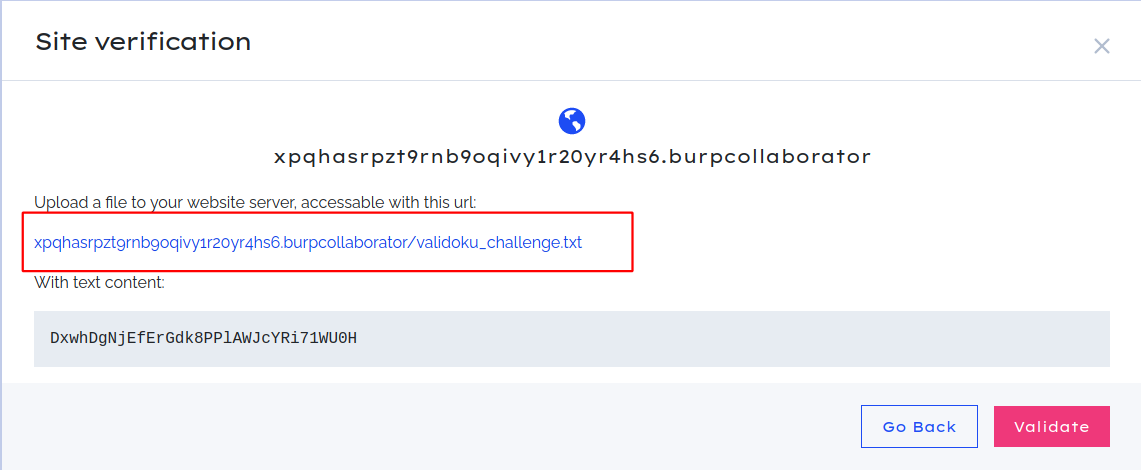 Site verification
xpqhasrpzt9rnb9oqivy1r20yr4hs6.burpcollaborator
Upload a file to your website server, accessable with this url:
xpqhasrpzt9rnb9oqivy1r20yr4hs6.burpcollaborator/validoku_challenge.txt
With text content:
DxwhDgNjEfErGdk8PPlAWJcYRi71WU0H
Go Back
Validate